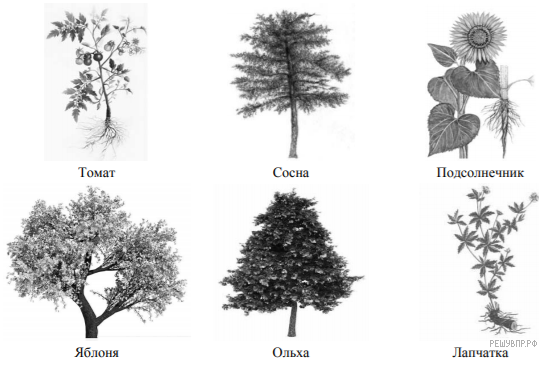 Томат
Сосна
Подсолнечник
Яблоня
Ольха
Лапчатка
РЕШУВПР.РФ